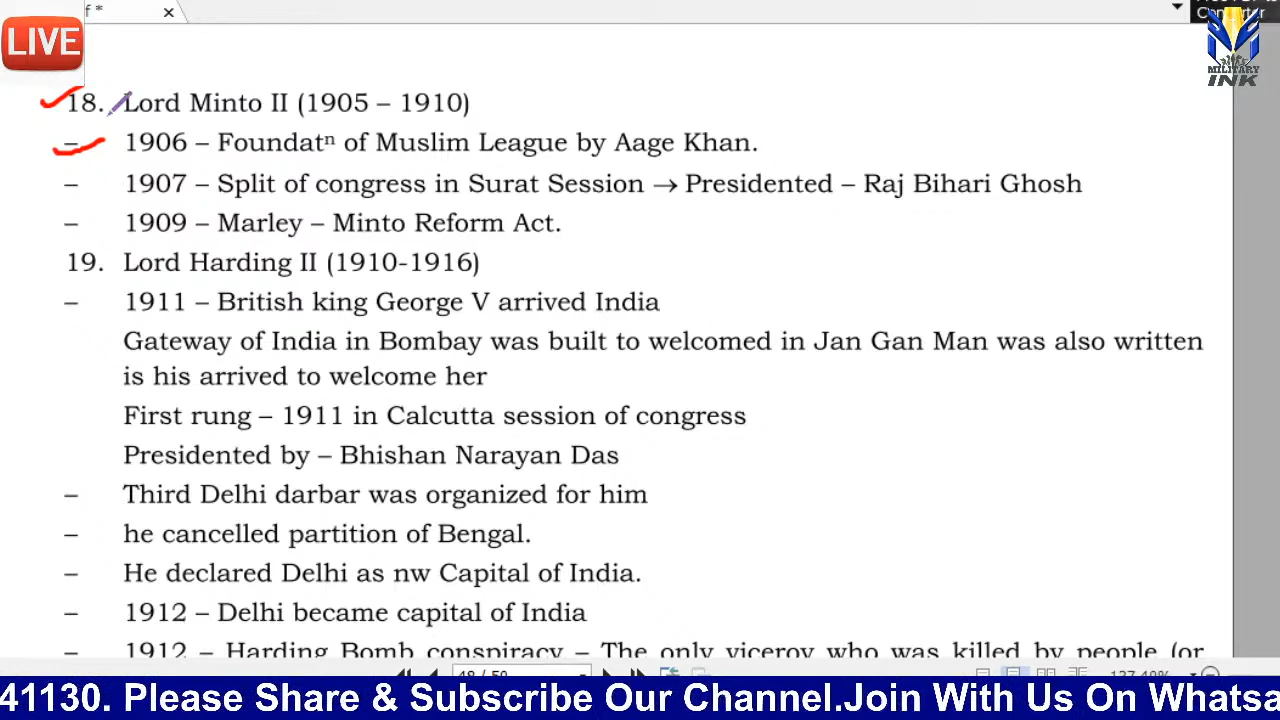 f *
LIVE
MILITARY
INK
18. Lord Minto II (1905 – 1910)
– 1906 – Foundatⁿ of Muslim League by Aage Khan.
– 1907 – Split of congress in Surat Session → Presidented – Raj Bihari Ghosh
– 1909 – Marley – Minto Reform Act.
19. Lord Harding II (1910-1916)
– 1911 – British king George V arrived India
Gateway of India in Bombay was built to welcomed in Jan Gan Man was also written
is his arrived to welcome her
First rung – 1911 in Calcutta session of congress
Presidented by – Bhishan Narayan Das
– Third Delhi darbar was organized for him
– he cancelled partition of Bengal.
– He declared Delhi as nw Capital of India.
– 1912 – Delhi became capital of India
– 1912 – Harding Bomb conspiracy – The only viceroy who was killed by people (or
41130. Please Share & Subscribe Our Channel.Join With Us On Whatsa